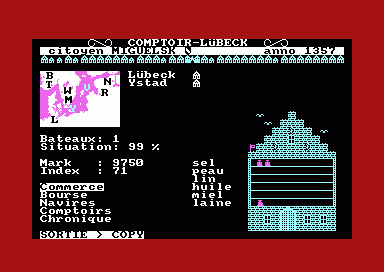 COMPTOIR-LüBECK
citoyen MIGUELSK anno 1357
B
T
W
M
N
R
L
Lübeck
Ystad
Bateaux: 1
Situation: 99 %
Mark : 9750
Index : 71
Commerce
Bourse
Navires
Comptoirs
Chronique
sel
peau
lin
huile
miel
laine
SORTIE > COPY